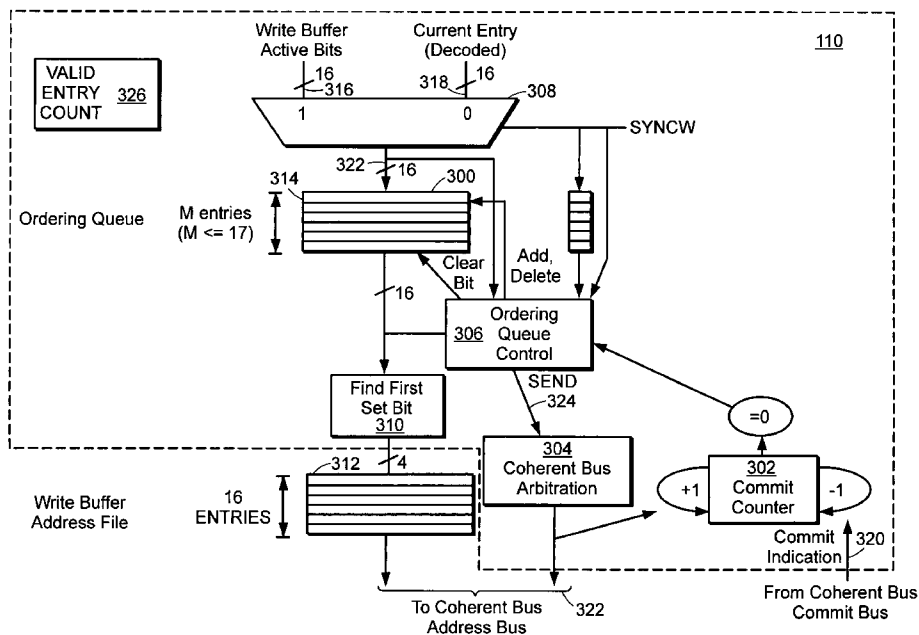 Write Buffer
Active Bits
Current Entry
(Decoded)
110
VALID
ENTRY
COUNT
326
16
316
318
16
308
1
0
SYNCW
322
16
314
300
Ordering Queue
M entries
(M <= 17)
Clear
Bit
Add,
Delete
16
306
Ordering
Queue
Control
Find First
Set Bit
310
SEND
324
=0
4
312
304
Coherent Bus
Arbitration
302
Commit
Counter
+1
-1
Write Buffer
Address File
16
ENTRIES
Commit
Indication
320
To Coherent Bus
Address Bus
322
From Coherent Bus
Commit Bus